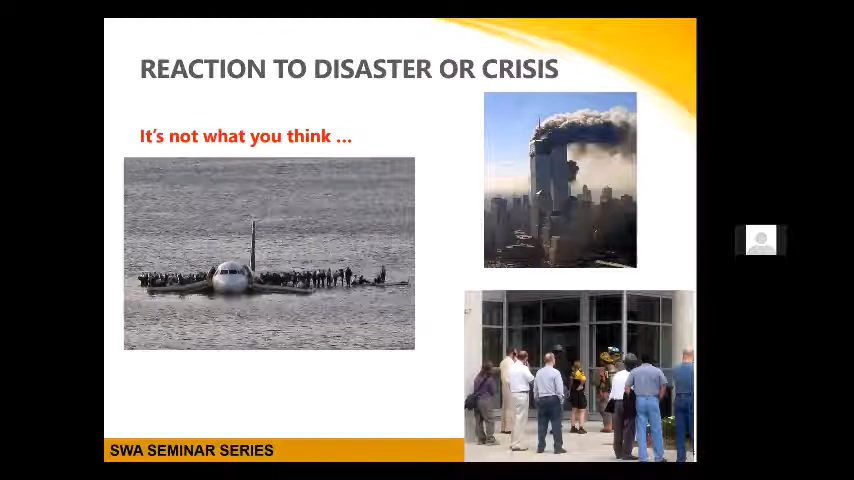 REACTION TO DISASTER OR CRISIS
It's not what you think ...
SWA SEMINAR SERIES